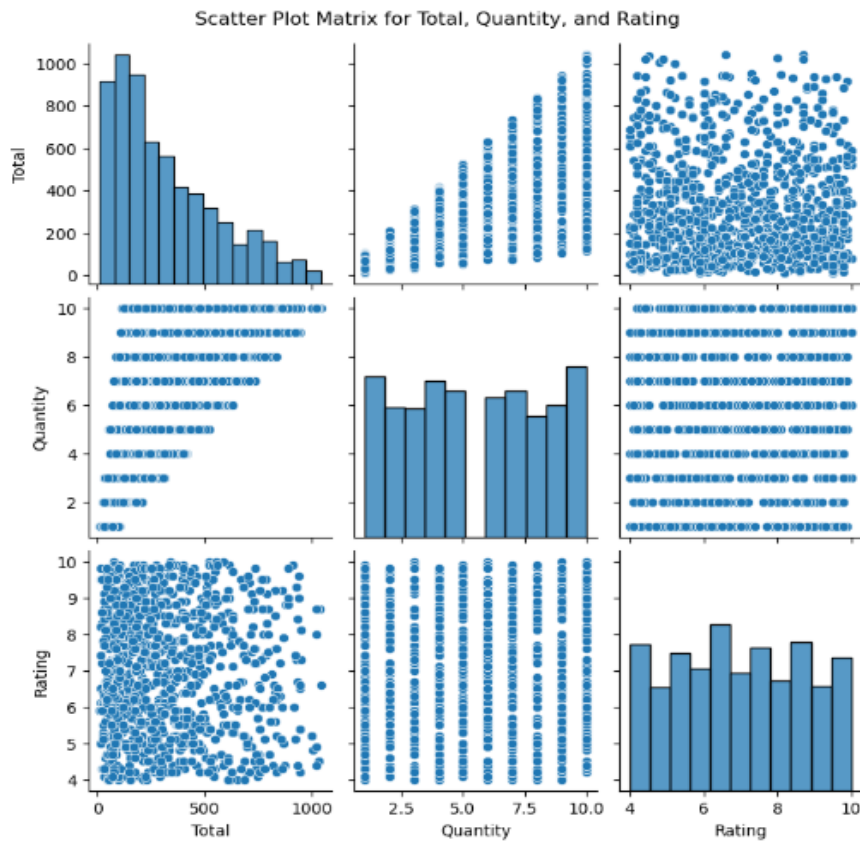 Scatter Plot Matrix for Total, Quantity, and Rating
1000
800
600
400
200
0
Total
10
8
6
4
2
Quantity
10
9
8
7
6
5
4
Rating
0 500 1000
2.5 5.0 7.5 10.0
4 6 8 10
Total Quantity Rating